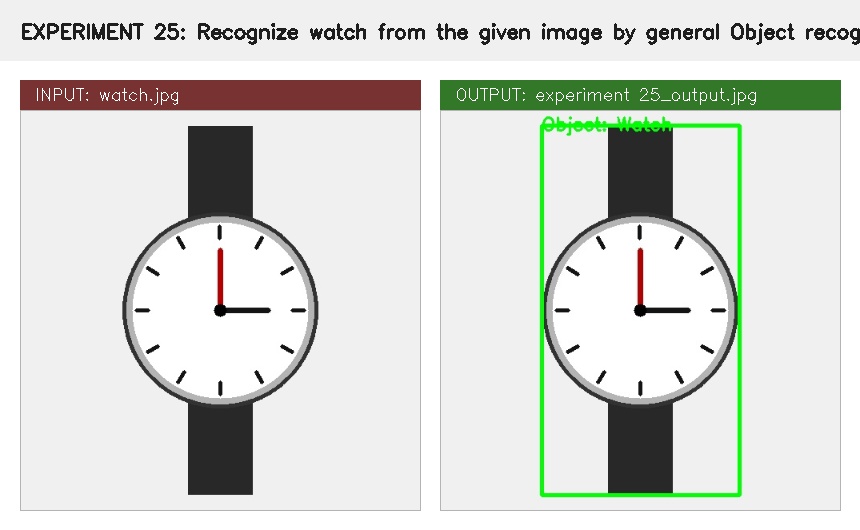 EXPERIMENT 25: Recognize watch from the given image by general Object recog
INPUT: watch.jpg
OUTPUT: experiment 25_output.jpg
Object: Watch